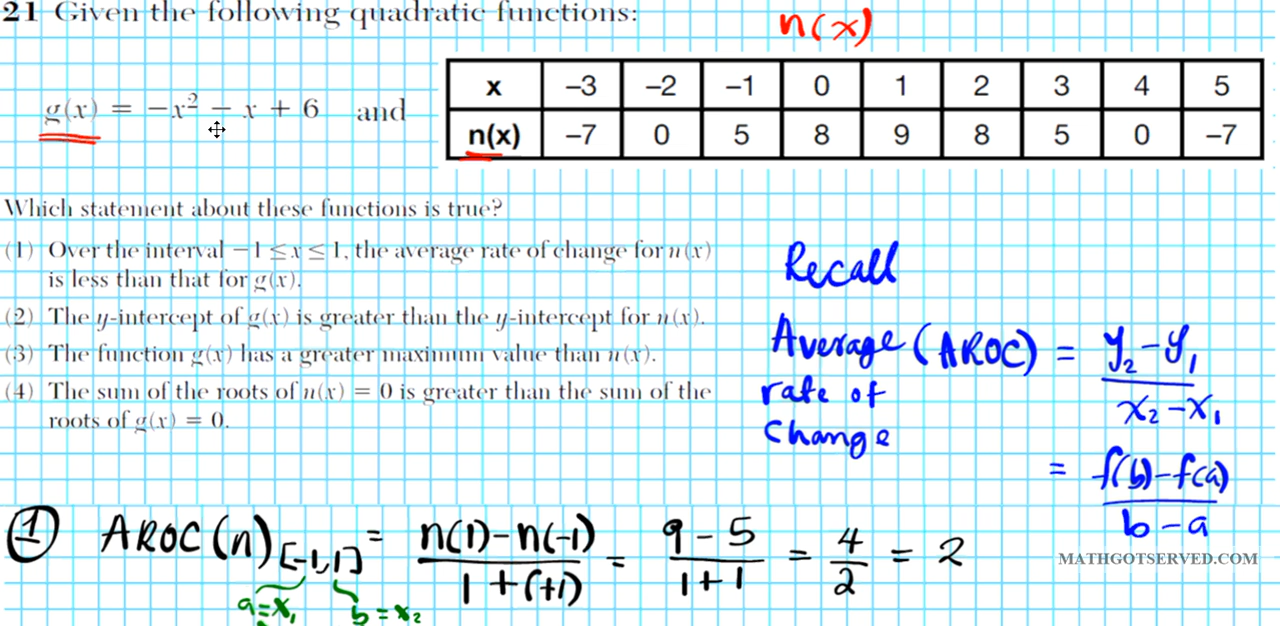 21 Given the following quadratic functions:
n(x)
g(x) = −x² − x + 6 and
x −3 −2 −1 0 1 2 3 4 5
n(x) −7 0 5 8 9 8 5 0 −7
Which statement about these functions is true?
(1) Over the interval −1 ≤ x ≤ 1, the average rate of change for n(x)
is less than that for g(x).
(2) The y-intercept of g(x) is greater than the y-intercept for n(x).
(3) The function g(x) has a greater maximum value than n(x).
(4) The sum of the roots of n(x) = 0 is greater than the sum of the
roots of g(x) = 0.
Recall
Average (AROC) = y₂ − y₁ / x₂ − x₁
rate of
change
= f(b) − f(a) / b − a
① AROC(n) [−1,1] = n(1) − n(−1) / 1 + (+1) = 9 − 5 / 1 + 1 = 4 / 2 = 2
a = x₁ b = x₂
MATHGOTSERVED.COM